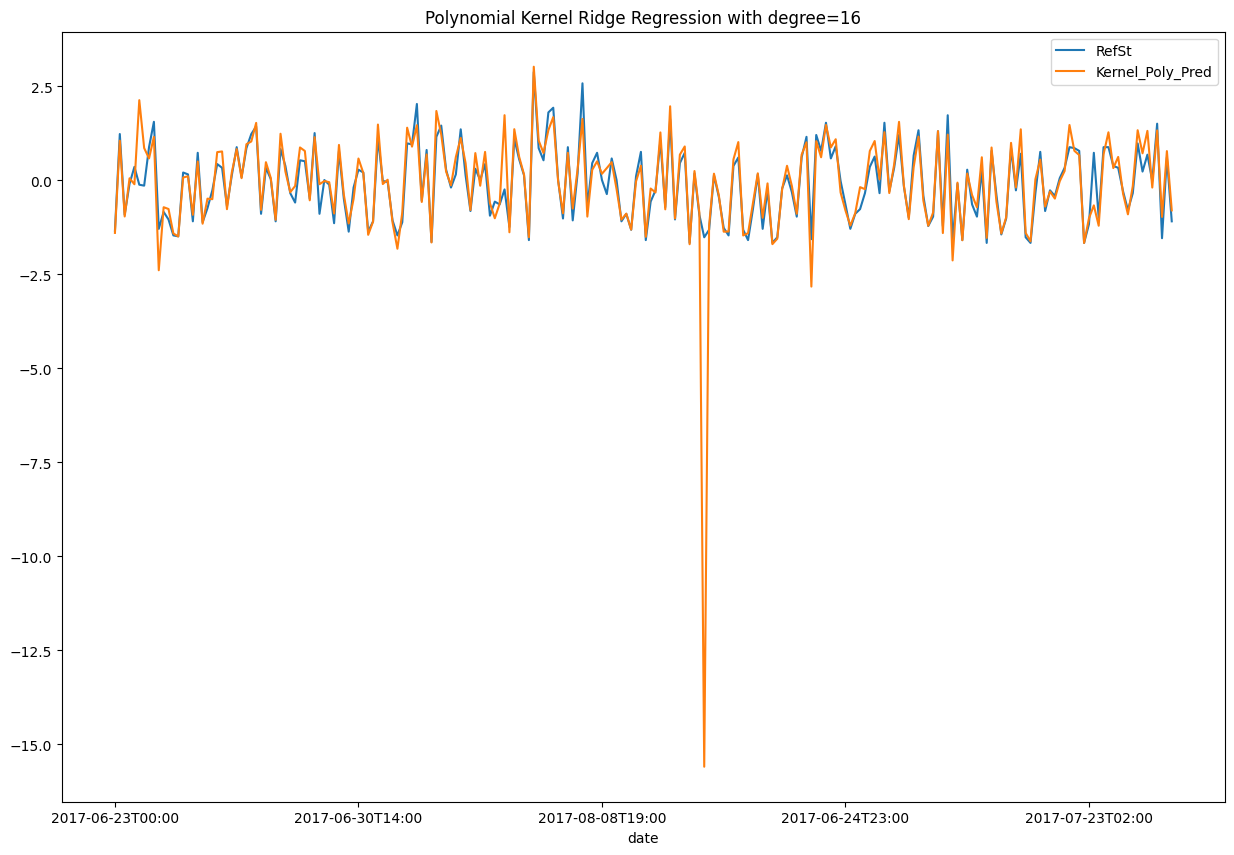 Polynomial Kernel Ridge Regression with degree=16
RefSt
Kernel_Poly_Pred
2.5
0.0
−2.5
−5.0
−7.5
−10.0
−12.5
−15.0
2017-06-23T00:00
2017-06-30T14:00
2017-08-08T19:00
2017-06-24T23:00
2017-07-23T02:00
date